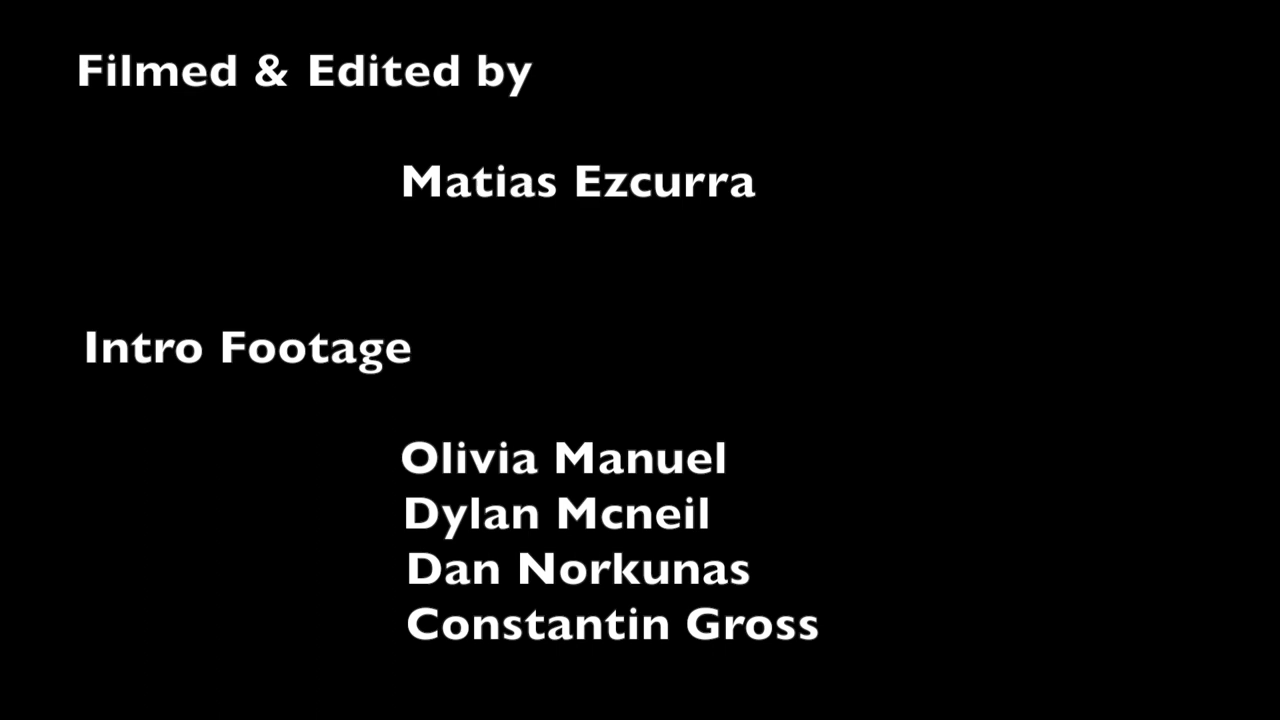 Filmed & Edited by
Matias Ezcurra
Intro Footage
Olivia Manuel
Dylan Mcneil
Dan Norkunas
Constantin Gross